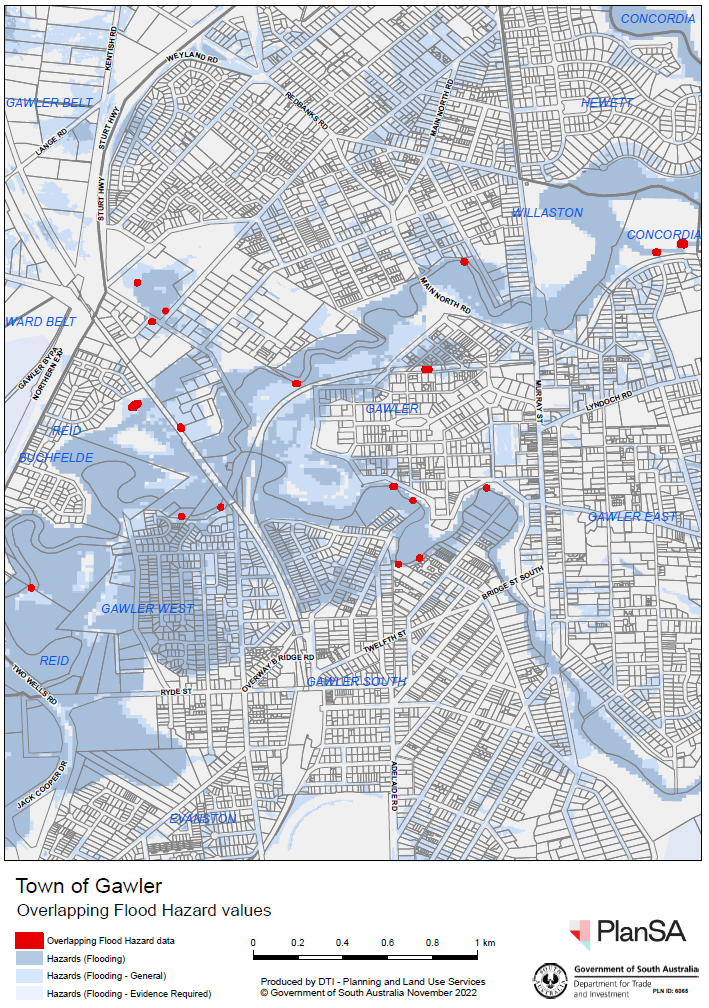 CONCORDIA
KENTISH RD
WEYLAND RD
GAWLER BELT
REDBANKS RD
MAIN NORTH RD
HEWETT
STURT HWY
LANGE RD
STURT HWY
WILLASTON
CONCORDIA
MAIN NORTH RD
WARD BELT
GAWLER BYPA
NORTHERN EXP
MURRAY ST
LYNDOCH RD
GAWLER
REID
BUCHFELDE
GAWLER EAST
BRIDGE ST SOUTH
GAWLER WEST
TWELFTH ST
REID
OVERWAY BRIDGE RD
TWO WELLS RD
GAWLER SOUTH
RYDE ST
JACK COOPER DR
ADELAIDE RD
EVANSTON
Town of Gawler
Overlapping Flood Hazard values
Overlapping Flood Hazard data
Hazards (Flooding)
Hazards (Flooding - General)
Hazards (Flooding - Evidence Required)
0 0.2 0.4 0.6 0.8 1 km
Produced by DTI - Planning and Land Use Services
© Government of South Australia November 2022
PlanSA
Government of South Australia
Department for Trade
and Investment
PLN ID: 6065